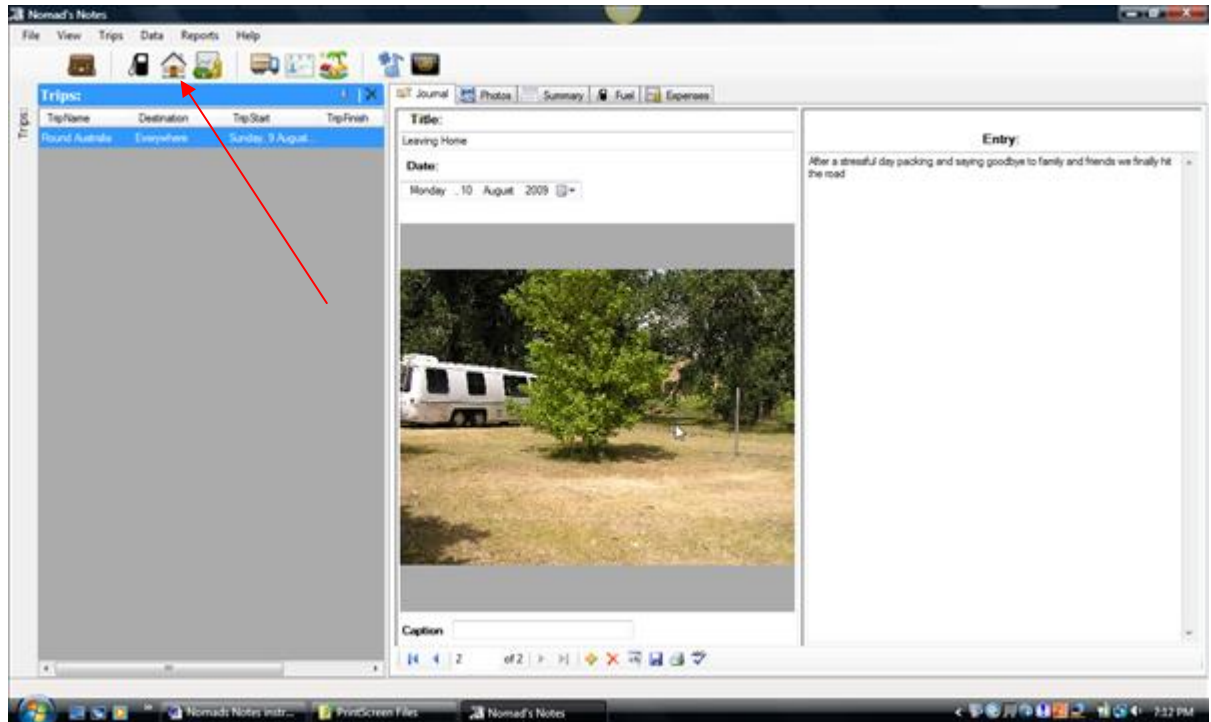 Nomad's Notes
File View Trips Data Reports Help
Trips:
Trips:
TripName Destination TripStart TripFinish
Round Australia Everywhere Sunday, 9 August...
Journal Photos Summary Fuel Expenses
Title:
Leaving Home
Date:
Monday , 10 August 2009
Entry:
After a stressful day packing and saying goodbye to family and friends we finally hit
the road
Caption
2 of 2
Nomads Notes instr... PrintScreen Files Nomad's Notes 7:12 PM